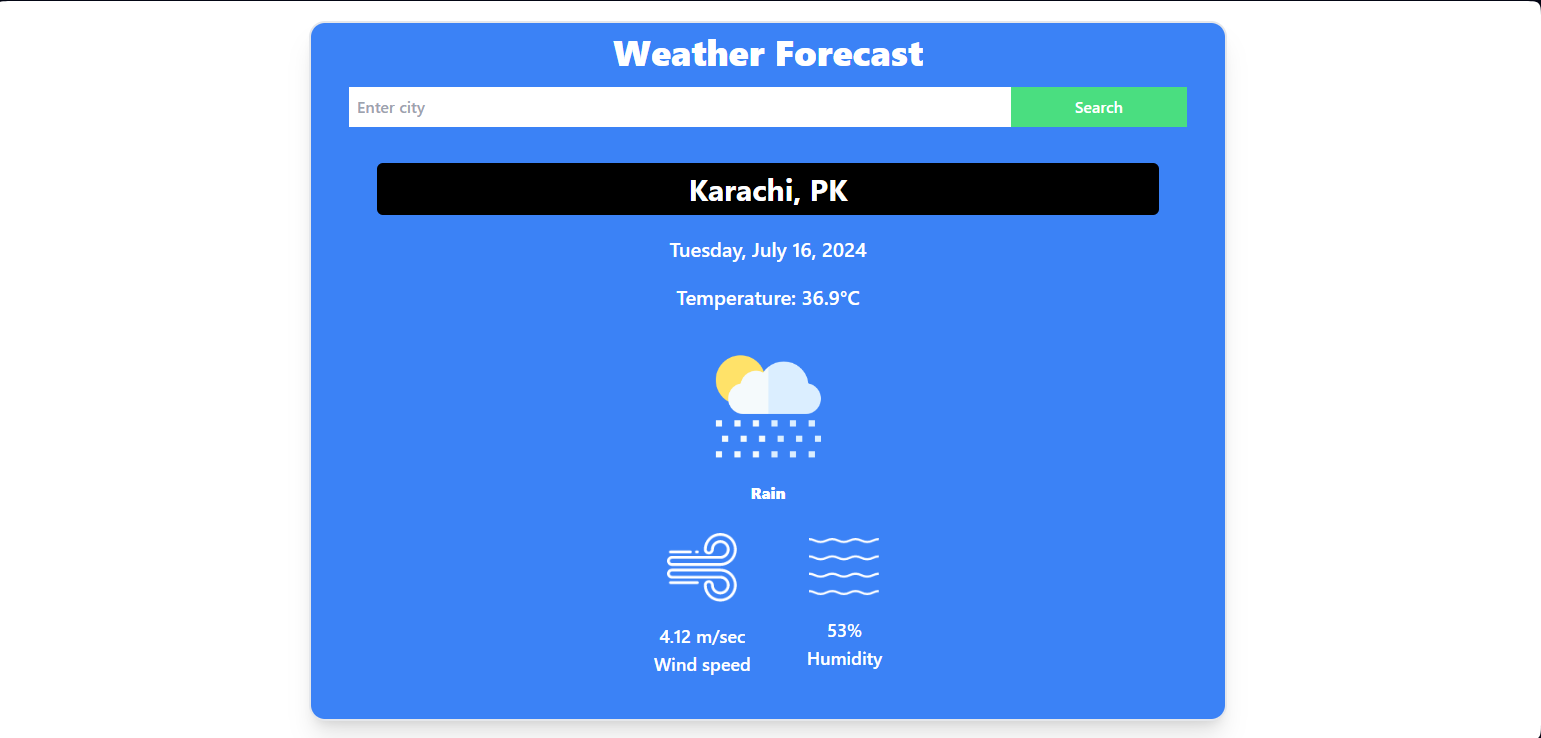 Weather Forecast
Enter city
Search
Karachi, PK
Tuesday, July 16, 2024
Temperature: 36.9°C
Rain
4.12 m/sec
Wind speed
53%
Humidity